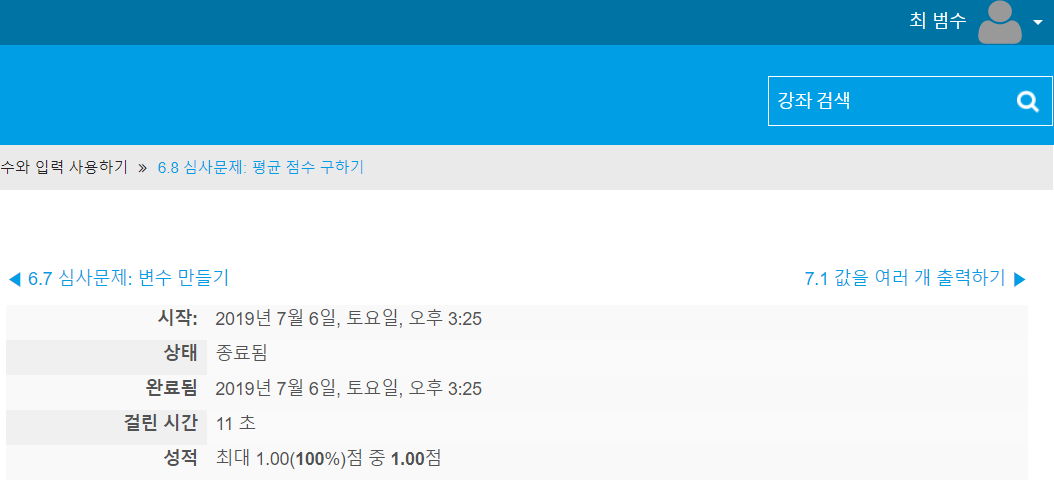 최 범수
강좌 검색
수와 입력 사용하기 » 6.8 심사문제: 평균 점수 구하기
◀ 6.7 심사문제: 변수 만들기 7.1 값을 여러 개 출력하기 ▶
시작: 2019년 7월 6일, 토요일, 오후 3:25
상태 종료됨
완료됨 2019년 7월 6일, 토요일, 오후 3:25
걸린 시간 11 초
성적 최대 1.00(100%)점 중 1.00점